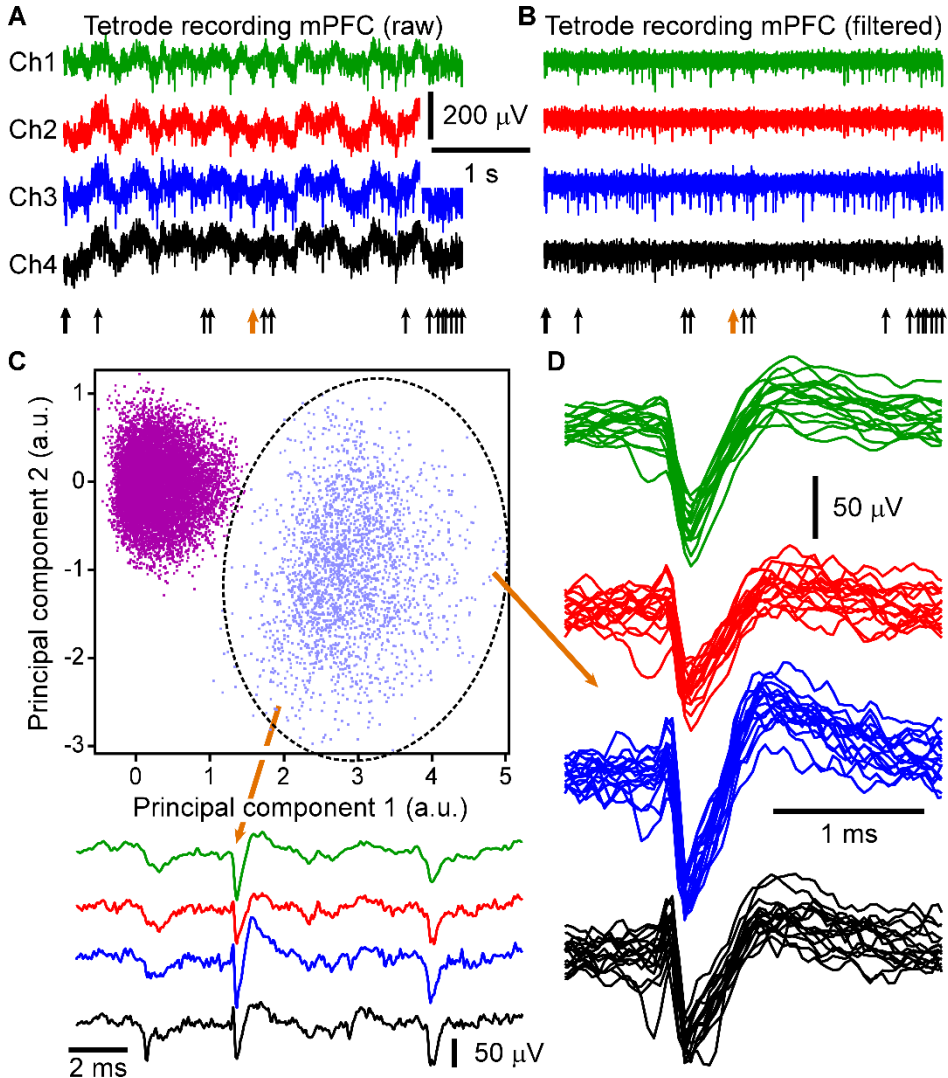 A
Tetrode recording mPFC (raw)
Ch1
Ch2
Ch3
Ch4
200 μV
1 s
B
Tetrode recording mPFC (filtered)
C
Principal component 2 (a.u.)
1
0
-1
-2
-3
0 1 2 3 4 5
Principal component 1 (a.u.)
2 ms
50 μV
D
50 μV
1 ms